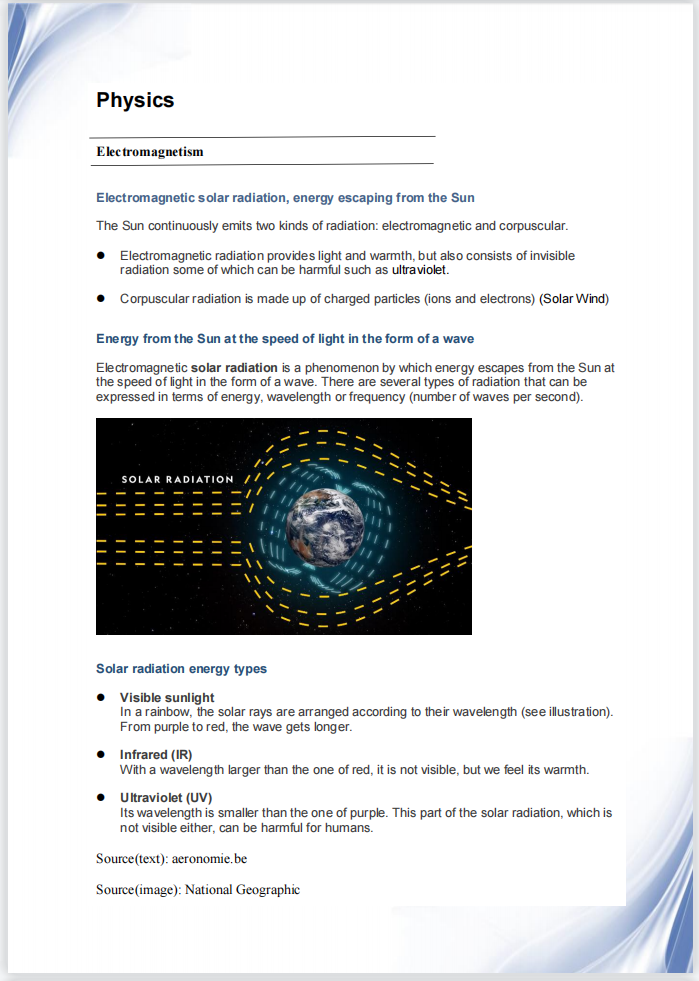 Physics
Electromagnetism
Electromagnetic solar radiation, energy escaping from the Sun
The Sun continuously emits two kinds of radiation: electromagnetic and corpuscular.
● Electromagnetic radiation provides light and warmth, but also consists of invisible
radiation some of which can be harmful such as ultraviolet.
● Corpuscular radiation is made up of charged particles (ions and electrons) (Solar Wind)
Energy from the Sun at the speed of light in the form of a wave
Electromagnetic solar radiation is a phenomenon by which energy escapes from the Sun at
the speed of light in the form of a wave. There are several types of radiation that can be
expressed in terms of energy, wavelength or frequency (number of waves per second).
SOLAR RADIATION
Solar radiation energy types
● Visible sunlight
In a rainbow, the solar rays are arranged according to their wavelength (see illustration).
From purple to red, the wave gets longer.
● Infrared (IR)
With a wavelength larger than the one of red, it is not visible, but we feel its warmth.
● Ultraviolet (UV)
Its wavelength is smaller than the one of purple. This part of the solar radiation, which is
not visible either, can be harmful for humans.
Source(text): aeronomie.be
Source(image): National Geographic